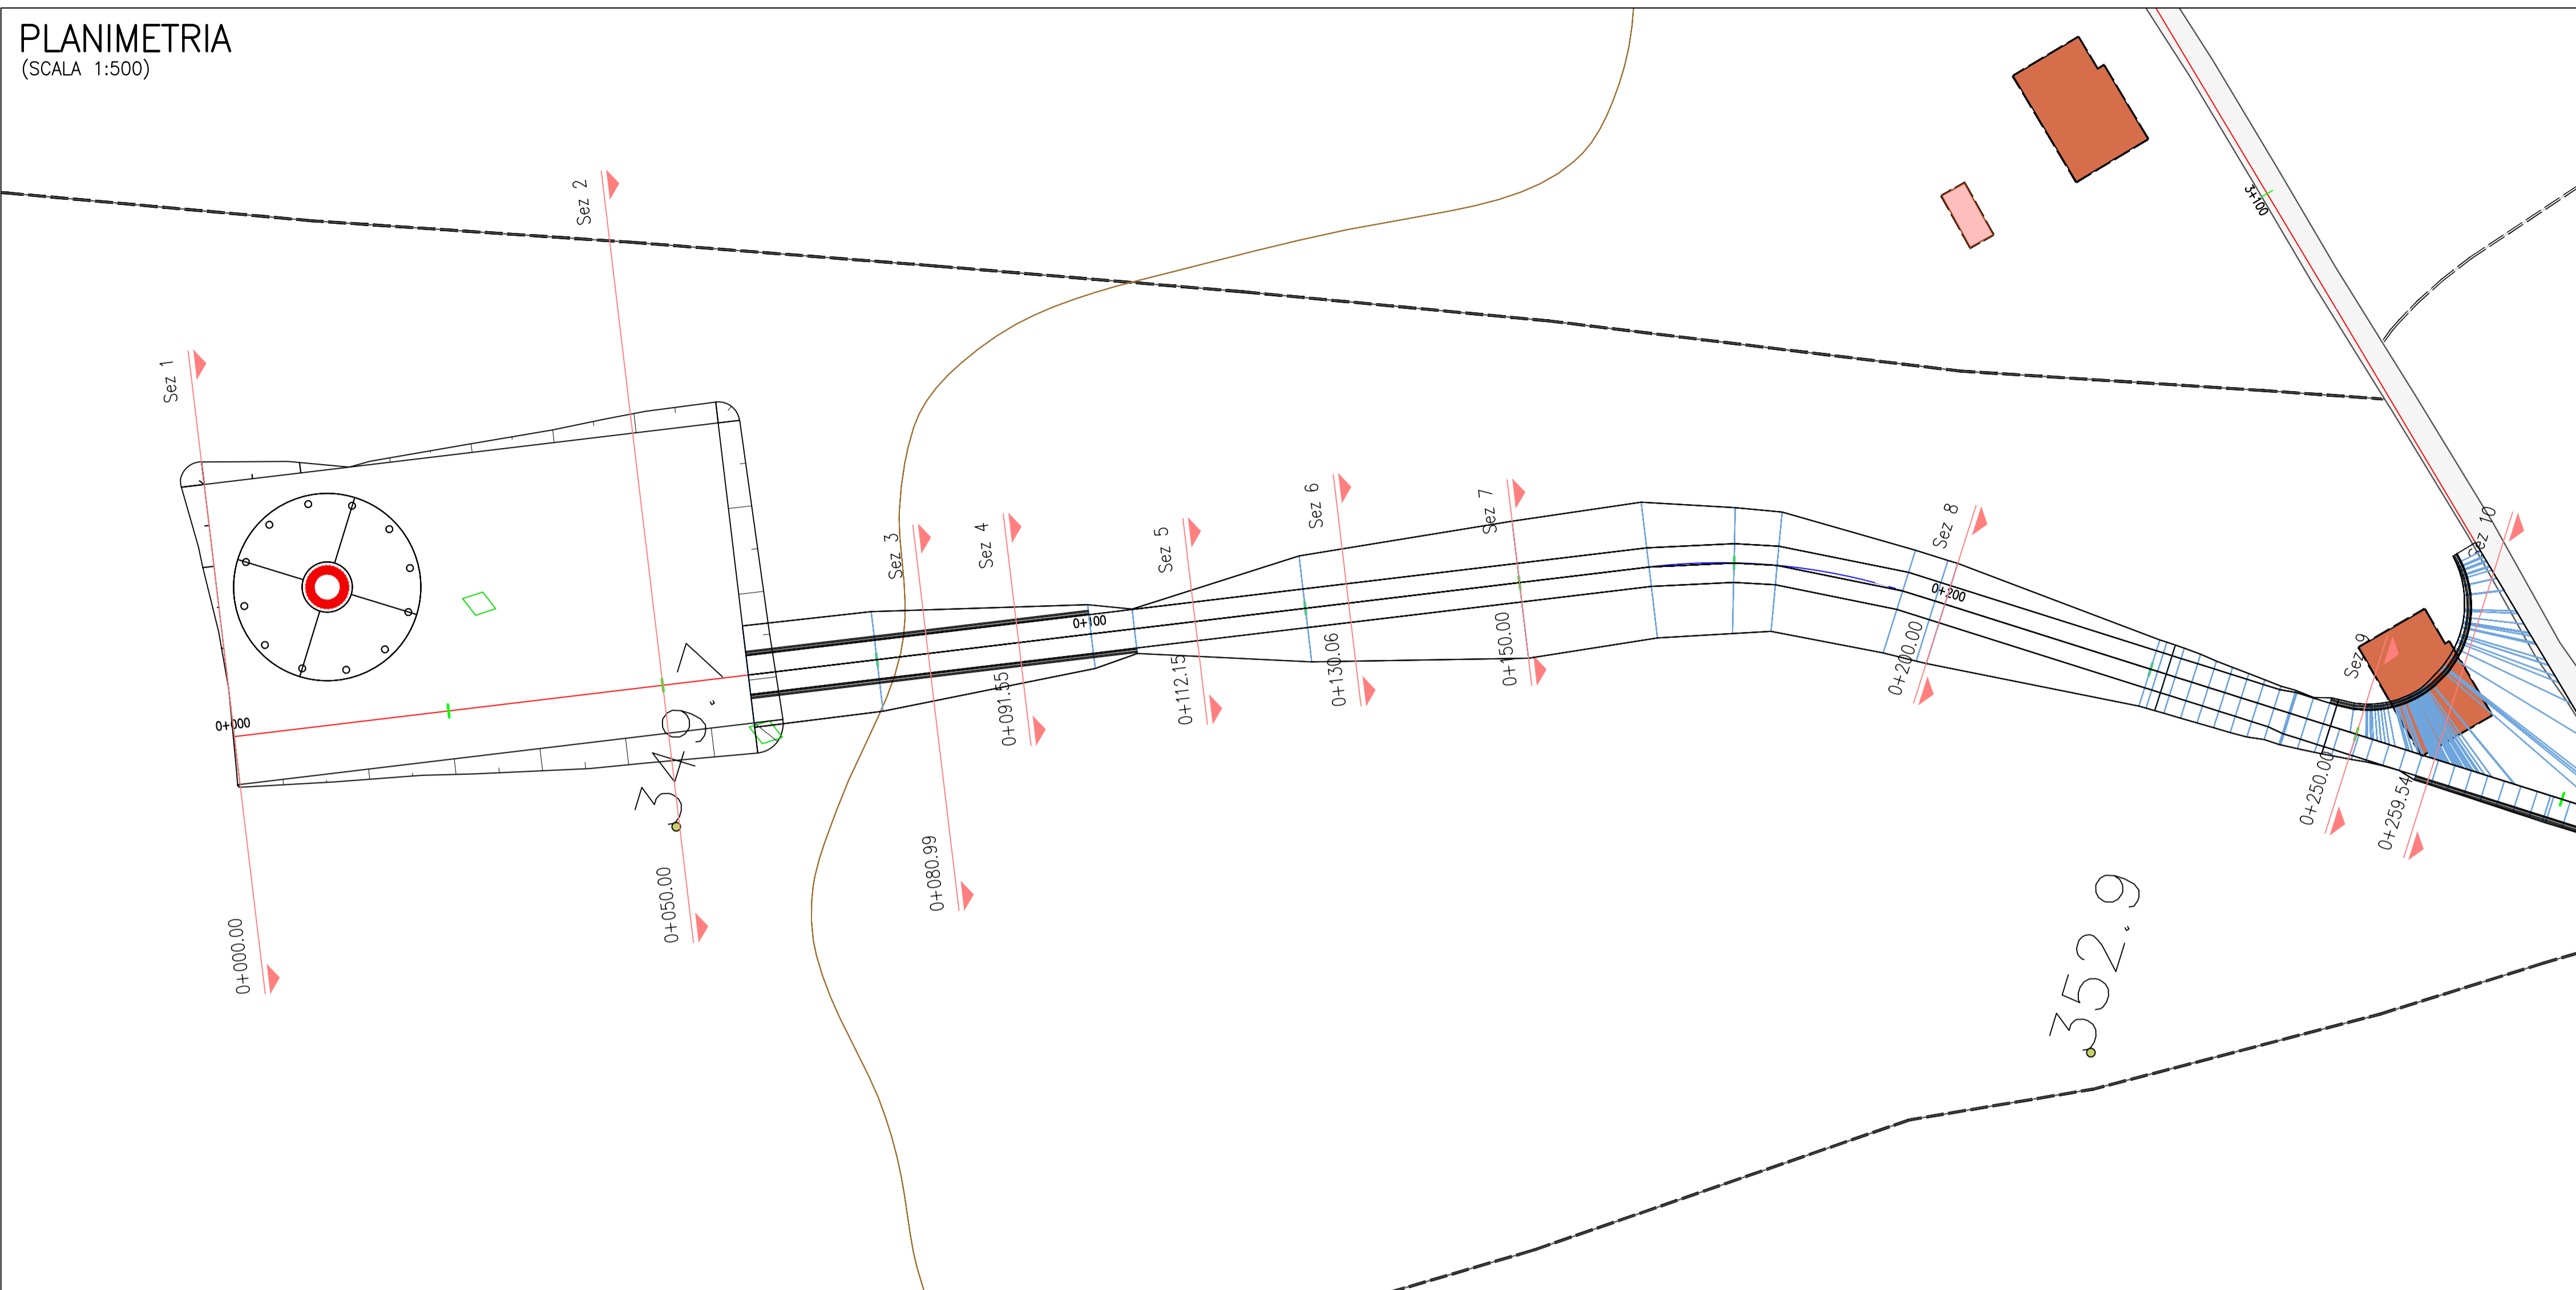 PLANIMETRIA
(SCALA 1:500)
3+100
Sez 2
Sez 1
Sez 3
Sez 4
Sez 5
Sez 6
Sez 7
Sez 8
Sez 10
Sez 9
0+000
0+100
0+200
349.7
352.9
0+000.00
0+050.00
0+080.99
0+091.55
0+112.15
0+130.06
0+150.00
0+200.00
0+250.00
0+259.54